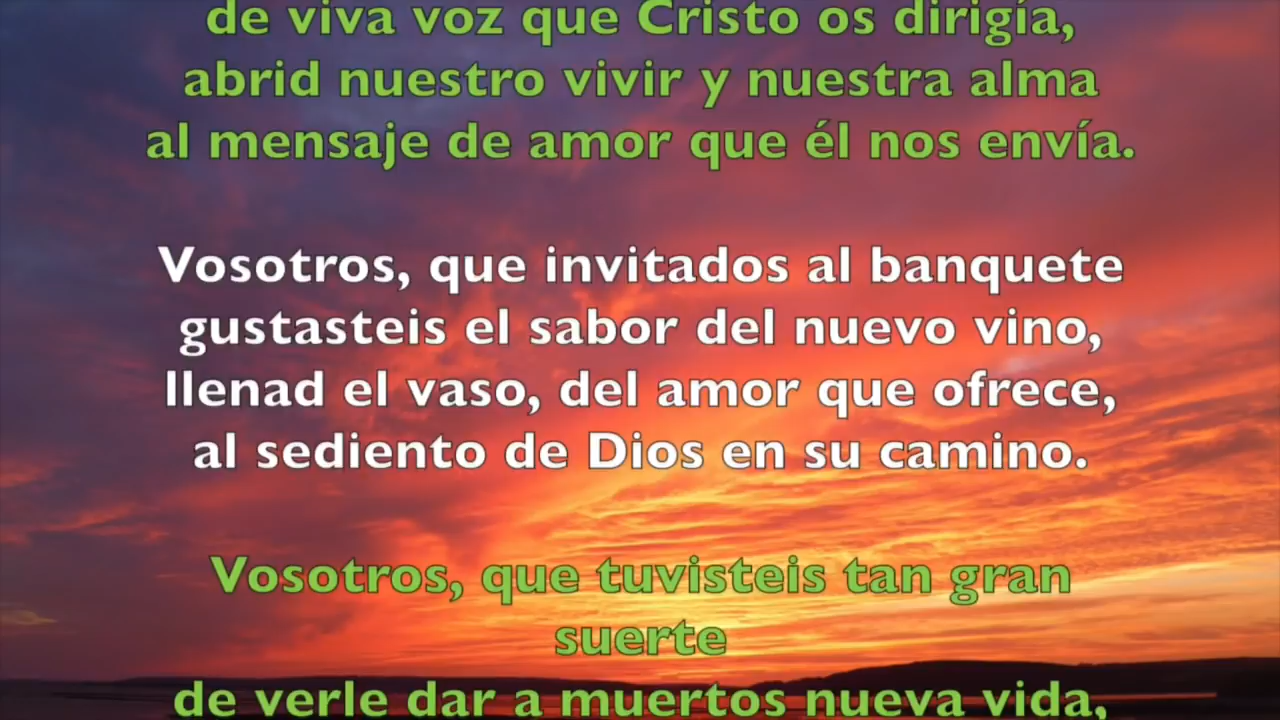 de viva voz que Cristo os dirigía,
abrid nuestro vivir y nuestra alma
al mensaje de amor que él nos envía.
Vosotros, que invitados al banquete
gustasteis el sabor del nuevo vino,
llenad el vaso, del amor que ofrece,
al sediento de Dios en su camino.
Vosotros, que tuvisteis tan gran
suerte
de verle dar a muertos nueva vida,